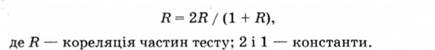 R = 2R / (1 + R),
де R — кореляція частин тесту; 2 і 1 — константи.